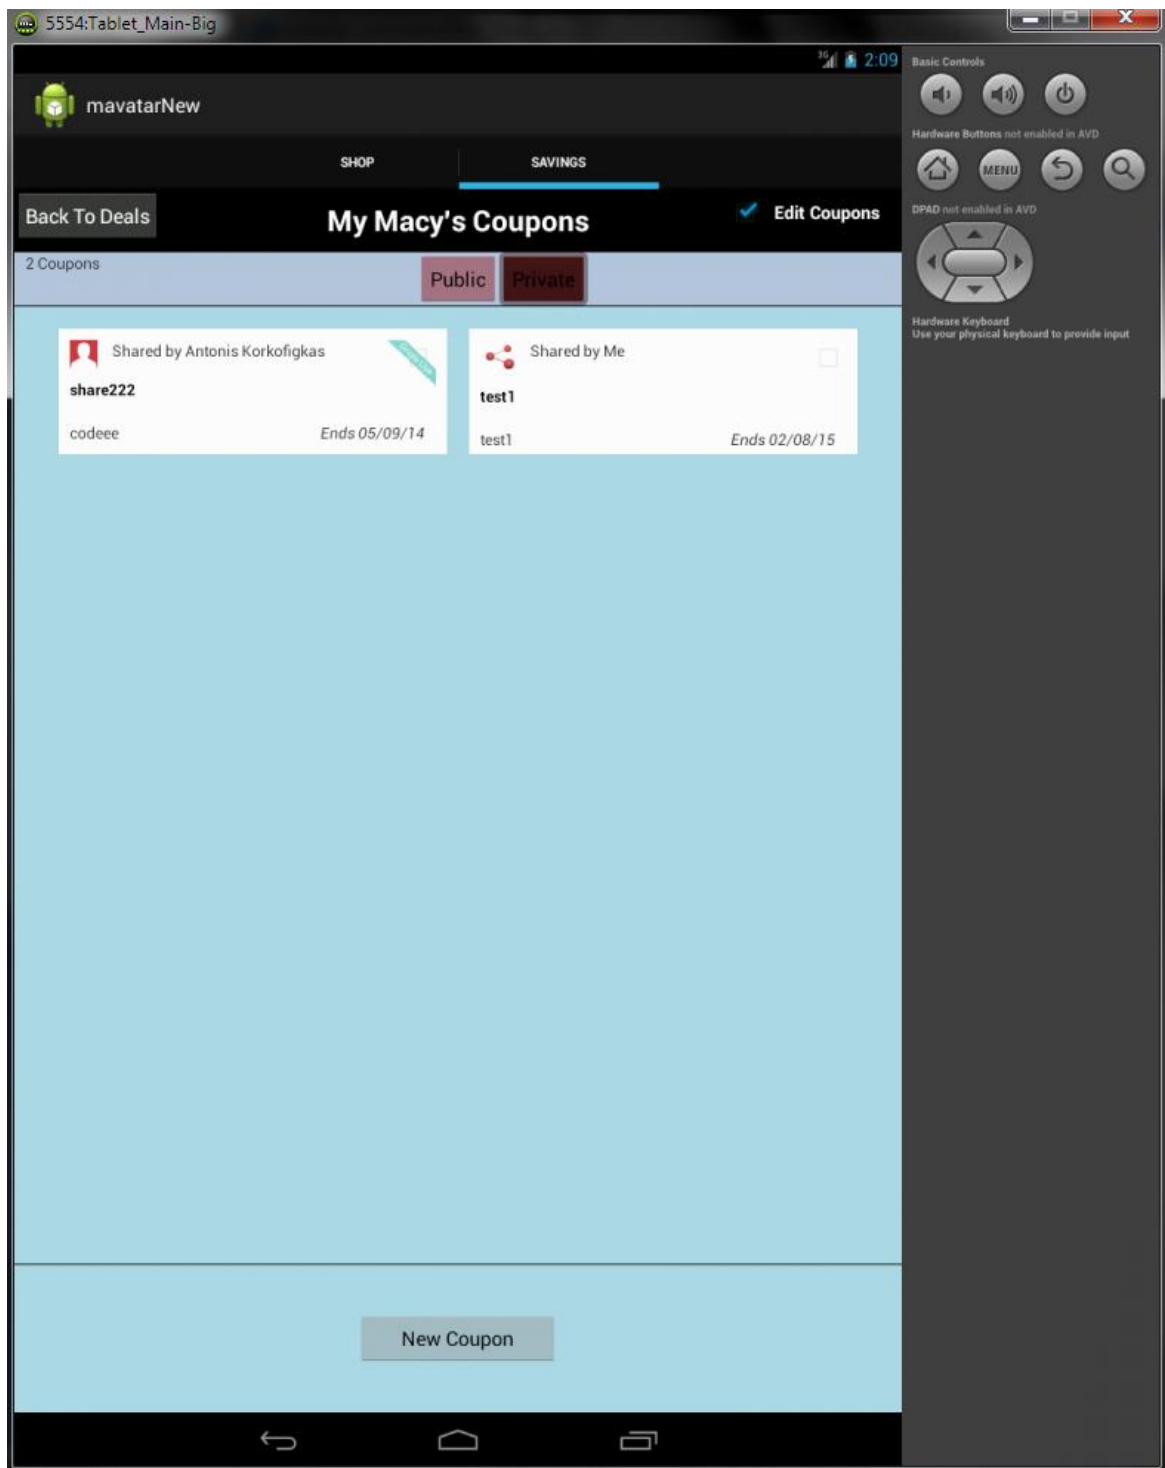 5554:Tablet_Main-Big
3G 2:09
mavatarNew
SHOP SAVINGS
Back To Deals My Macy's Coupons Edit Coupons
2 Coupons
Public Private
Shared by Antonis Korkofigkas
share222
codeee Ends 05/09/14
Shared by Me
test1
test1 Ends 02/08/15
New Coupon
Basic Controls
Hardware Buttons not enabled in AVD
MENU
DPAD not enabled in AVD
Hardware Keyboard
Use your physical keyboard to provide input